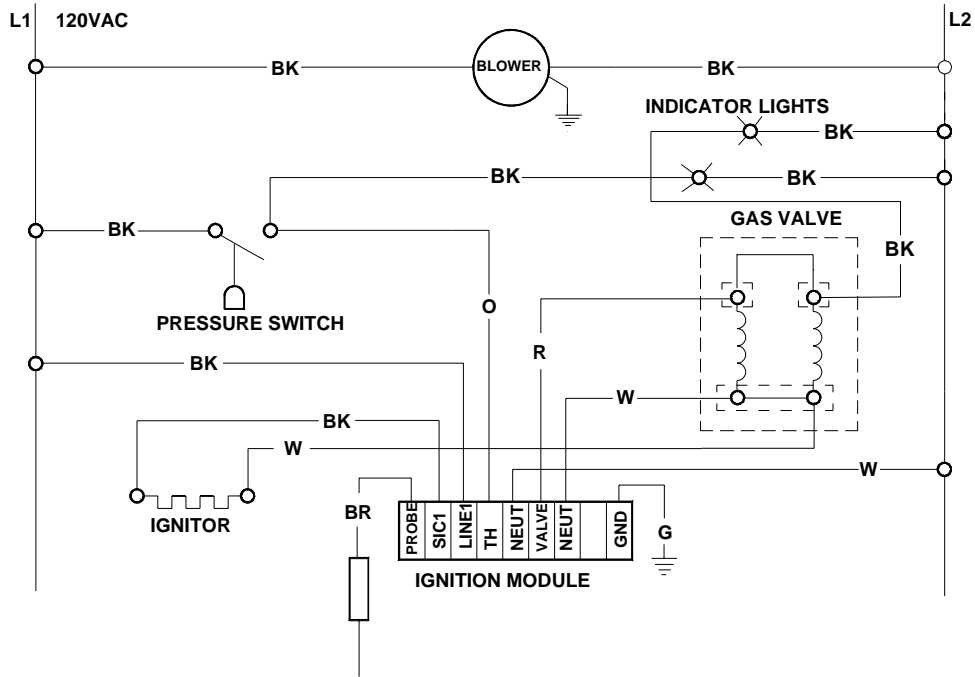 L1 120VAC L2
BK BLOWER BK
INDICATOR LIGHTS
BK
BK BK
GAS VALVE
BK
BK
O
PRESSURE SWITCH
R
BK
W
BK
W
W
IGNITOR
BR
PROBE SIC1 LINE1 TH NEUT VALVE NEUT GND
G
IGNITION MODULE